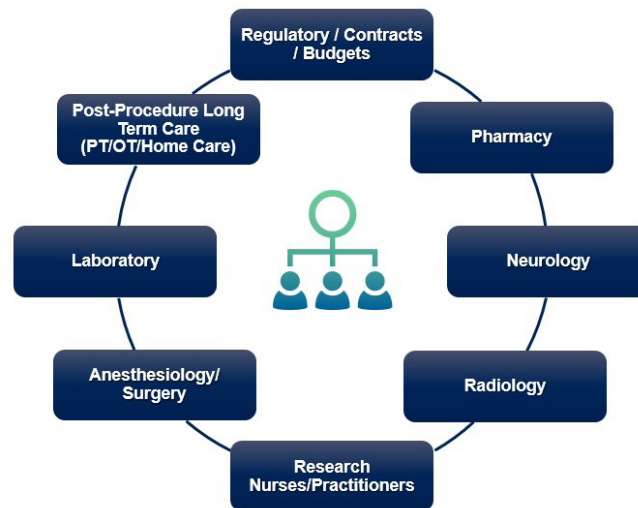 Regulatory / Contracts
/ Budgets
Pharmacy
Neurology
Radiology
Research
Nurses/Practitioners
Anesthesiology/
Surgery
Laboratory
Post-Procedure Long
Term Care
(PT/OT/Home Care)